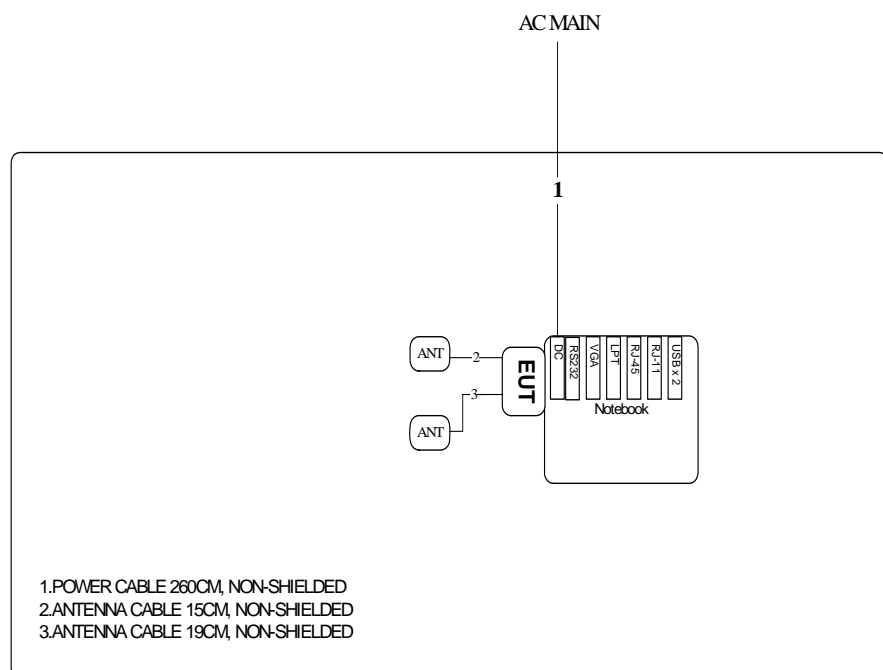 AC MAIN
1
DC
RS232
VGA
LPT
RJ-45
RJ-11
USB x 2
ANT
2
EUT
3
Notebook
ANT
1.POWER CABLE 260CM, NON-SHIELDED
2.ANTENNA CABLE 15CM, NON-SHIELDED
3.ANTENNA CABLE 19CM, NON-SHIELDED